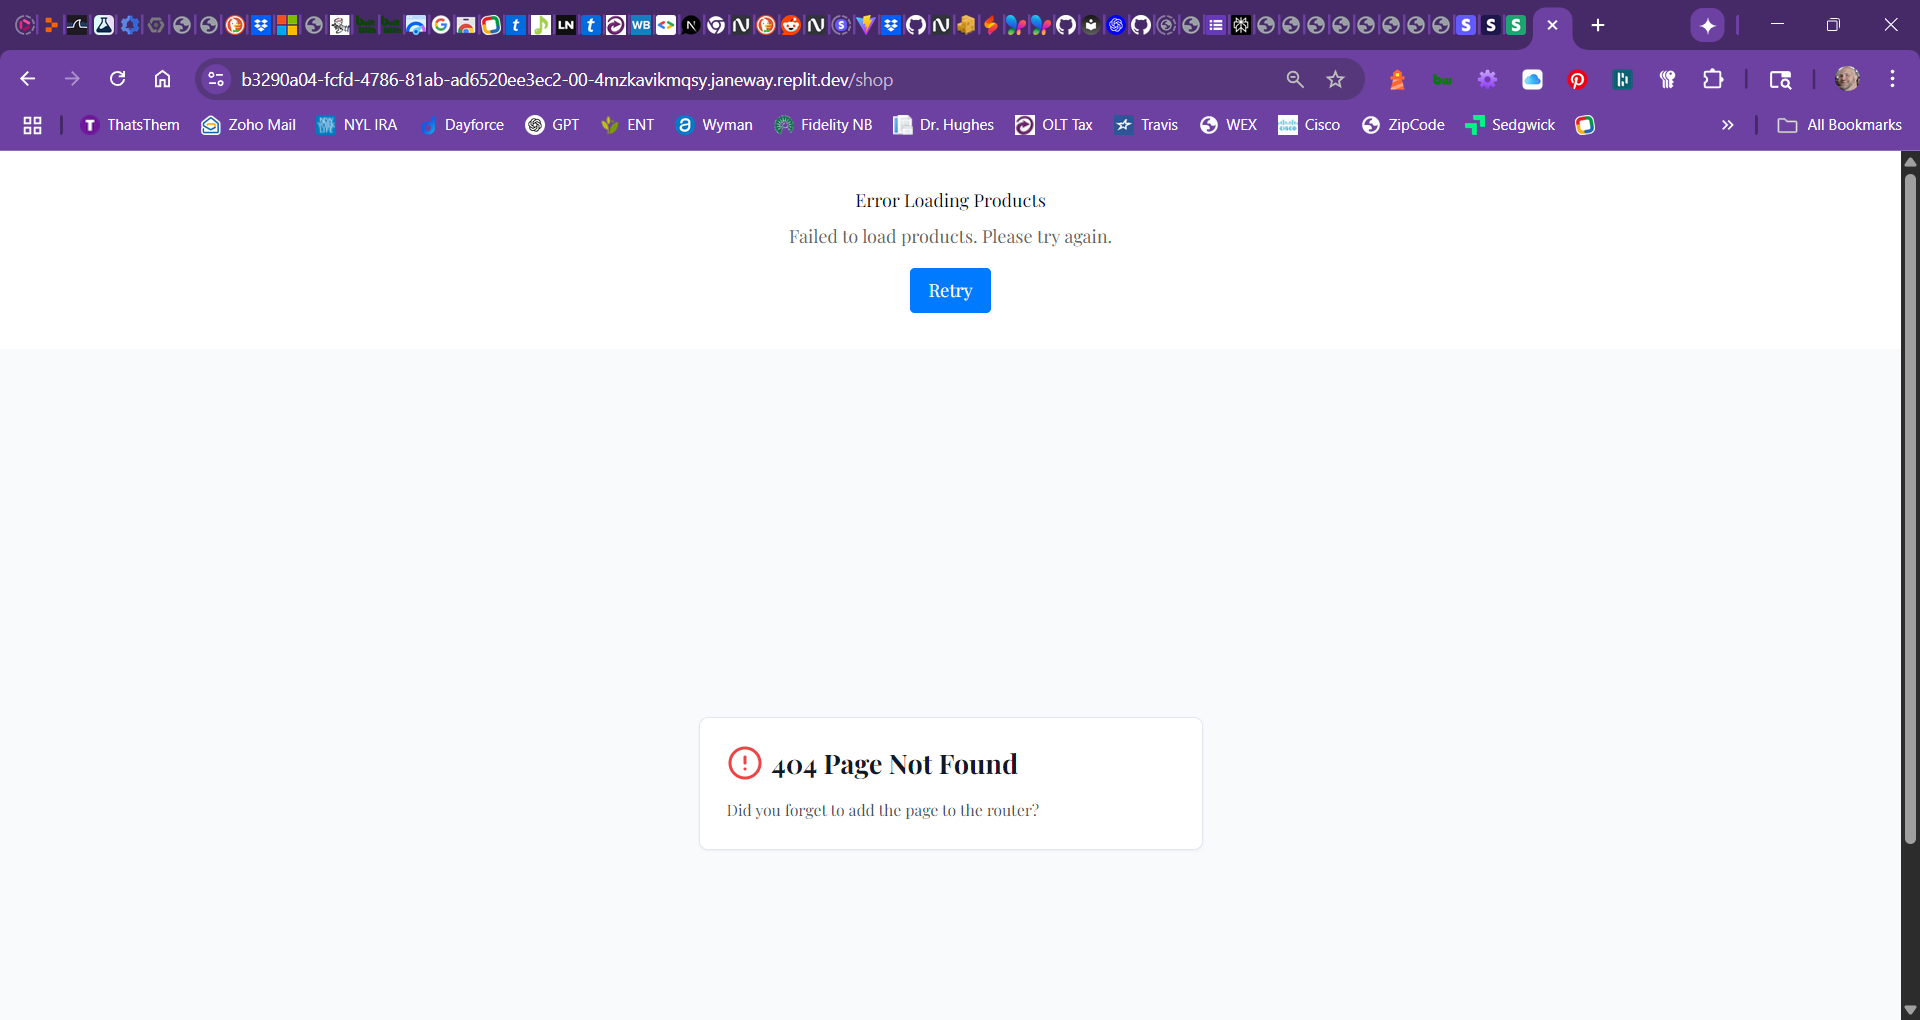 t
LN
t
WB
N
S
S
S
b3290a04-fcfd-4786-81ab-ad6520ee3ec2-00-4mzkavikmqsy.janeway.replit.dev/shop
ThatsThem
Zoho Mail
NYL IRA
Dayforce
GPT
ENT
Wyman
Fidelity NB
Dr. Hughes
OLT Tax
Travis
WEX
Cisco
ZipCode
Sedgwick
All Bookmarks
Error Loading Products
Failed to load products. Please try again.
Retry
404 Page Not Found
Did you forget to add the page to the router?